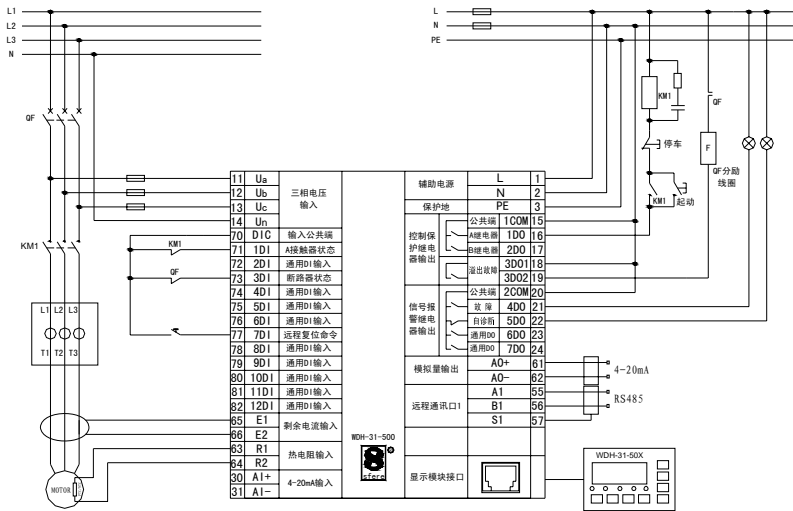 L1
L2
L3
N
QF
KM1
L1 L2 L3
T1 T2 T3
MOTOR
KM1
QF
11 Ua
12 Ub
13 Uc
14 Un
三相电压
输入
70 DIC 输入公共端
71 1DI A接触器状态
72 2DI 通用DI输入
73 3DI 断路器状态
74 4DI 通用DI输入
75 5DI 通用DI输入
76 6DI 通用DI输入
77 7DI 远程复位命令
78 8DI 通用DI输入
79 9DI 通用DI输入
80 10DI 通用DI输入
81 11DI 通用DI输入
82 12DI 通用DI输入
65 E1
66 E2
剩余电流输入
63 R1
64 R2
热电阻输入
30 AI+
31 AI-
4-20mA输入
WDH-31-500
sfere
辅助电源
L 1
N 2
保护地 PE 3
控制保
护继电
器输出
公共端 1COM 15
A继电器 1DO 16
B继电器 2DO 17
溢出故障
3DO1 18
3DO2 19
信号报
警继电
器输出
公共端 2COM 20
故 障 4DO 21
自诊断 5DO 22
通用DO 6DO 23
通用DO 7DO 24
模拟量输出
AO+ 61
AO- 62
远程通讯口1
A1 55
B1 56
S1 57
显示模块接口
L
N
PE
KM1
停车
KM1
起动
QF
F
QF分励
线圈
4-20mA
RS485
WDH-31-50X